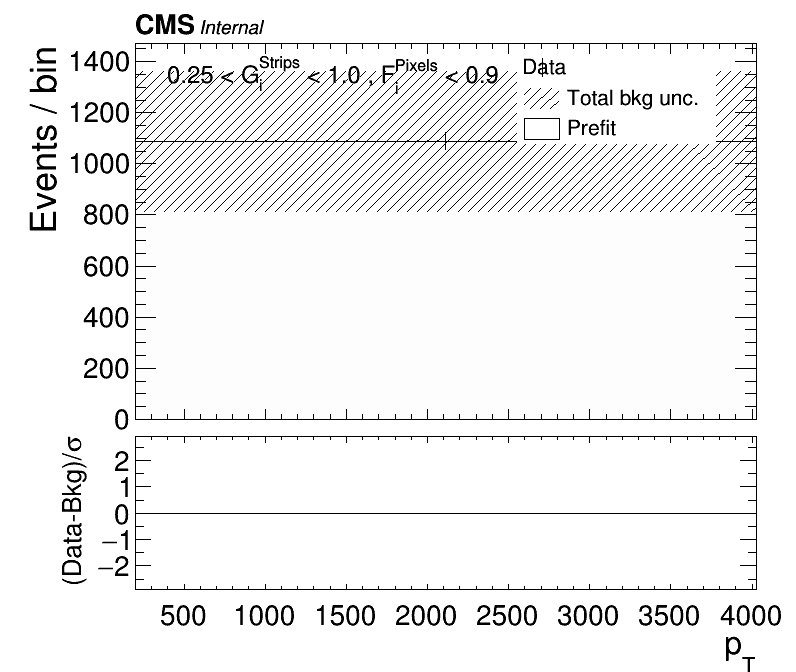 CMS Internal
Events / bin
1400
1200
1000
800
600
400
200
0
0.25 < G_i^Strips < 1.0 , F_i^Pixels < 0.9
Data
Total bkg unc.
Prefit
(Data-Bkg)/σ
2
1
0
−1
−2
500 1000 1500 2000 2500 3000 3500 4000
p_T